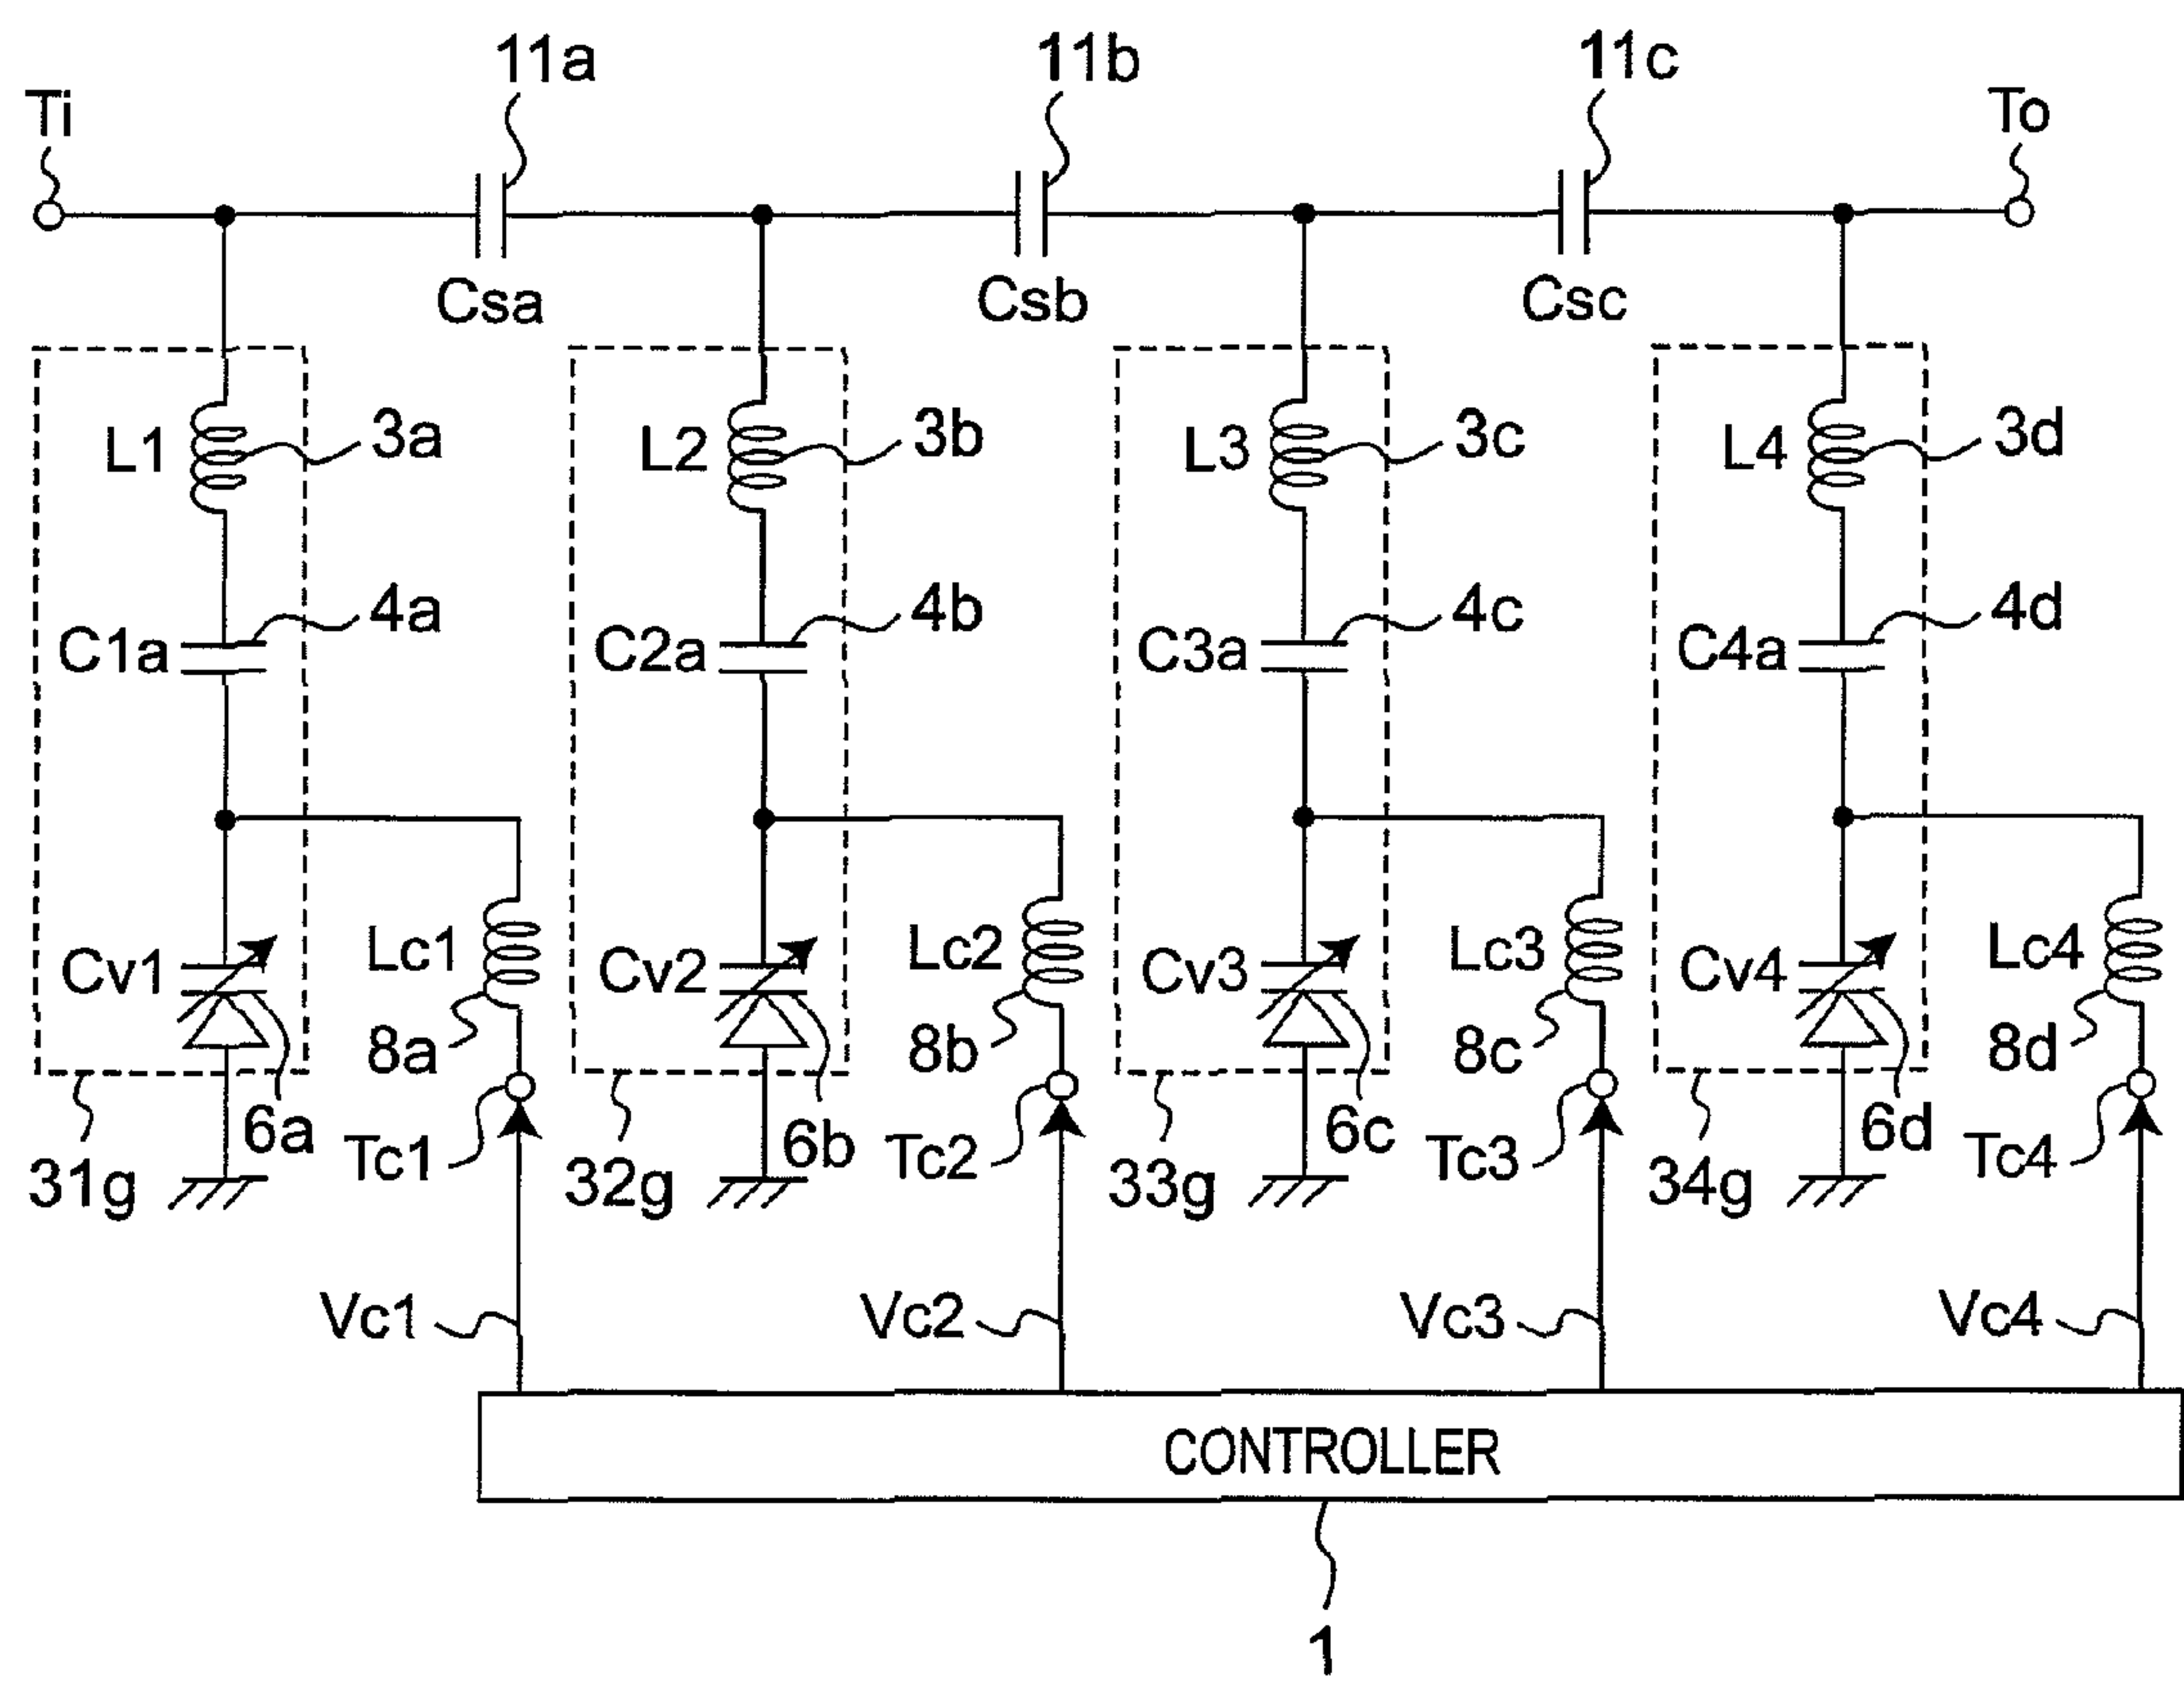 11a 11b 11c
Ti To
Csa Csb Csc
L1 3a L2 3b L3 3c L4 3d
C1a 4a C2a 4b C3a 4c C4a 4d
Cv1 Lc1 Cv2 Lc2 Cv3 Lc3 Cv4 Lc4
8a 8b 8c 8d
6a Tc1 6b Tc2 6c Tc3 6d Tc4
31g 32g 33g 34g
Vc1 Vc2 Vc3 Vc4
CONTROLLER
1